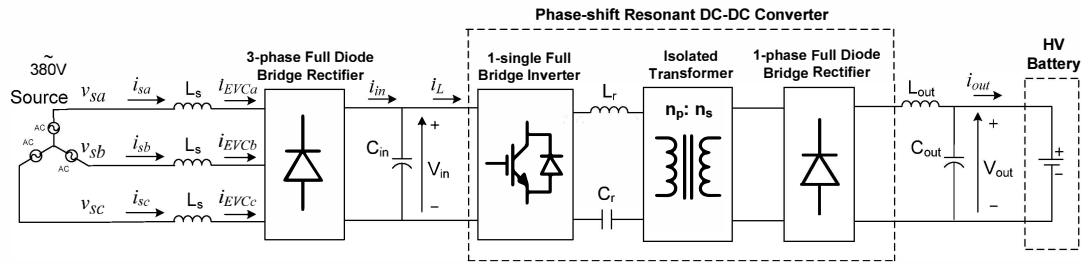 Phase-shift Resonant DC-DC Converter
3-phase Full Diode
Bridge Rectifier
1-single Full
Bridge Inverter
Isolated
Transformer
1-phase Full Diode
Bridge Rectifier
HV
Battery
~
380V
Source
v_sa
i_sa
L_s
i_EVCa
i_in
i_L
L_r
n_p: n_s
L_out
i_out
AC
AC
AC
v_sb
i_sb
L_s
i_EVCb
C_in
+
V_in
−
C_out
+
V_out
−
+
−
v_sc
i_sc
L_s
i_EVCc
C_r